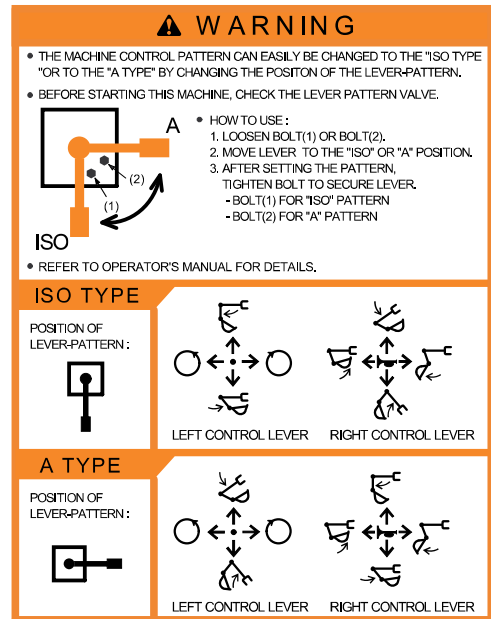 WARNING
• THE MACHINE CONTROL PATTERN CAN EASILY BE CHANGED TO THE "ISO TYPE
"OR TO THE "A TYPE" BY CHANGING THE POSITON OF THE LEVER-PATTERN.
• BEFORE STARTING THIS MACHINE, CHECK THE LEVER PATTERN VALVE.
A
(2)
(1)
ISO
• HOW TO USE :
1. LOOSEN BOLT(1) OR BOLT(2).
2. MOVE LEVER TO THE "ISO" OR "A" POSITION.
3. AFTER SETTING THE PATTERN,
TIGHTEN BOLT TO SECURE LEVER.
- BOLT(1) FOR "ISO" PATTERN
- BOLT(2) FOR "A" PATTERN
• REFER TO OPERATOR'S MANUAL FOR DETAILS.
ISO TYPE
POSITION OF
LEVER-PATTERN :
LEFT CONTROL LEVER
RIGHT CONTROL LEVER
A TYPE
POSITION OF
LEVER-PATTERN :
LEFT CONTROL LEVER
RIGHT CONTROL LEVER